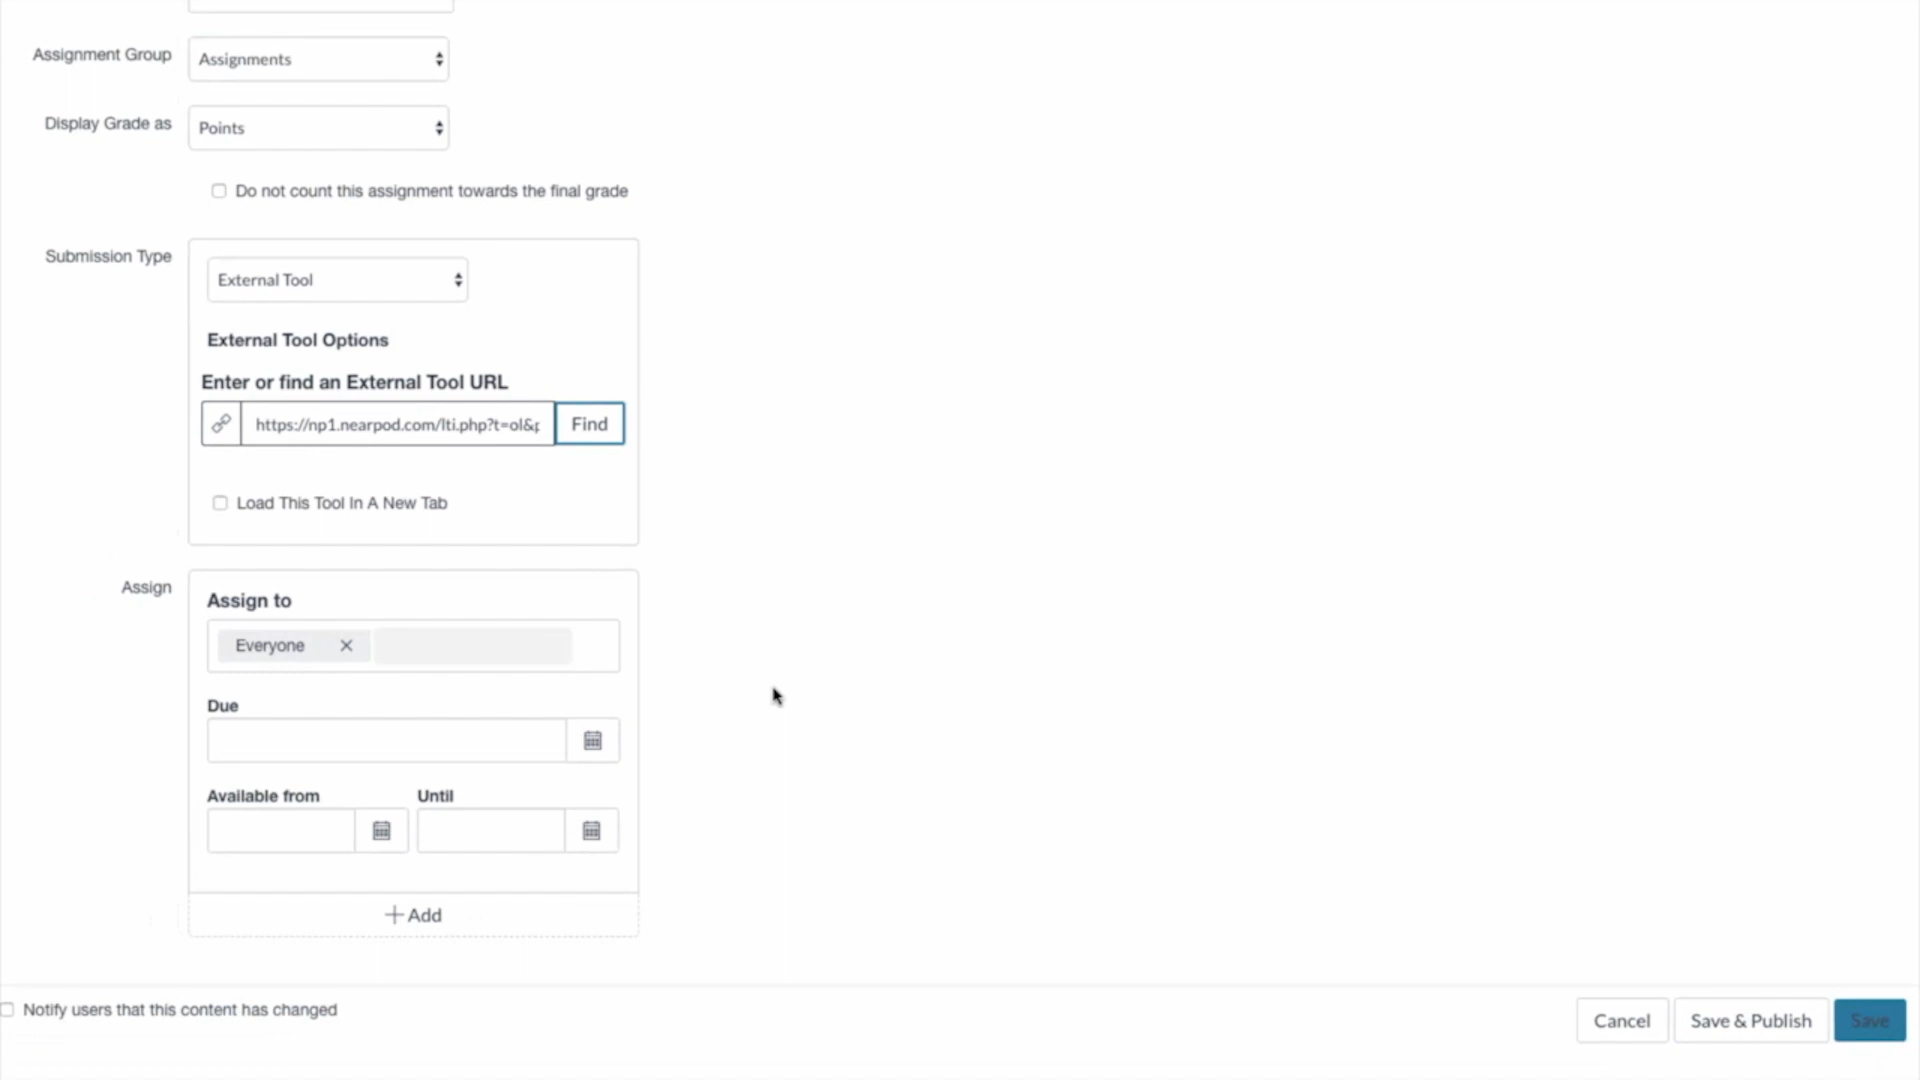 Assignment Group
Assignments
Display Grade as
Points
Do not count this assignment towards the final grade
Submission Type
External Tool
External Tool Options
Enter or find an External Tool URL
https://np1.nearpod.com/lti.php?t=ol&p
Find
Load This Tool In A New Tab
Assign
Assign to
Everyone
Due
Available from
Until
Add
Notify users that this content has changed
Cancel
Save & Publish
Save